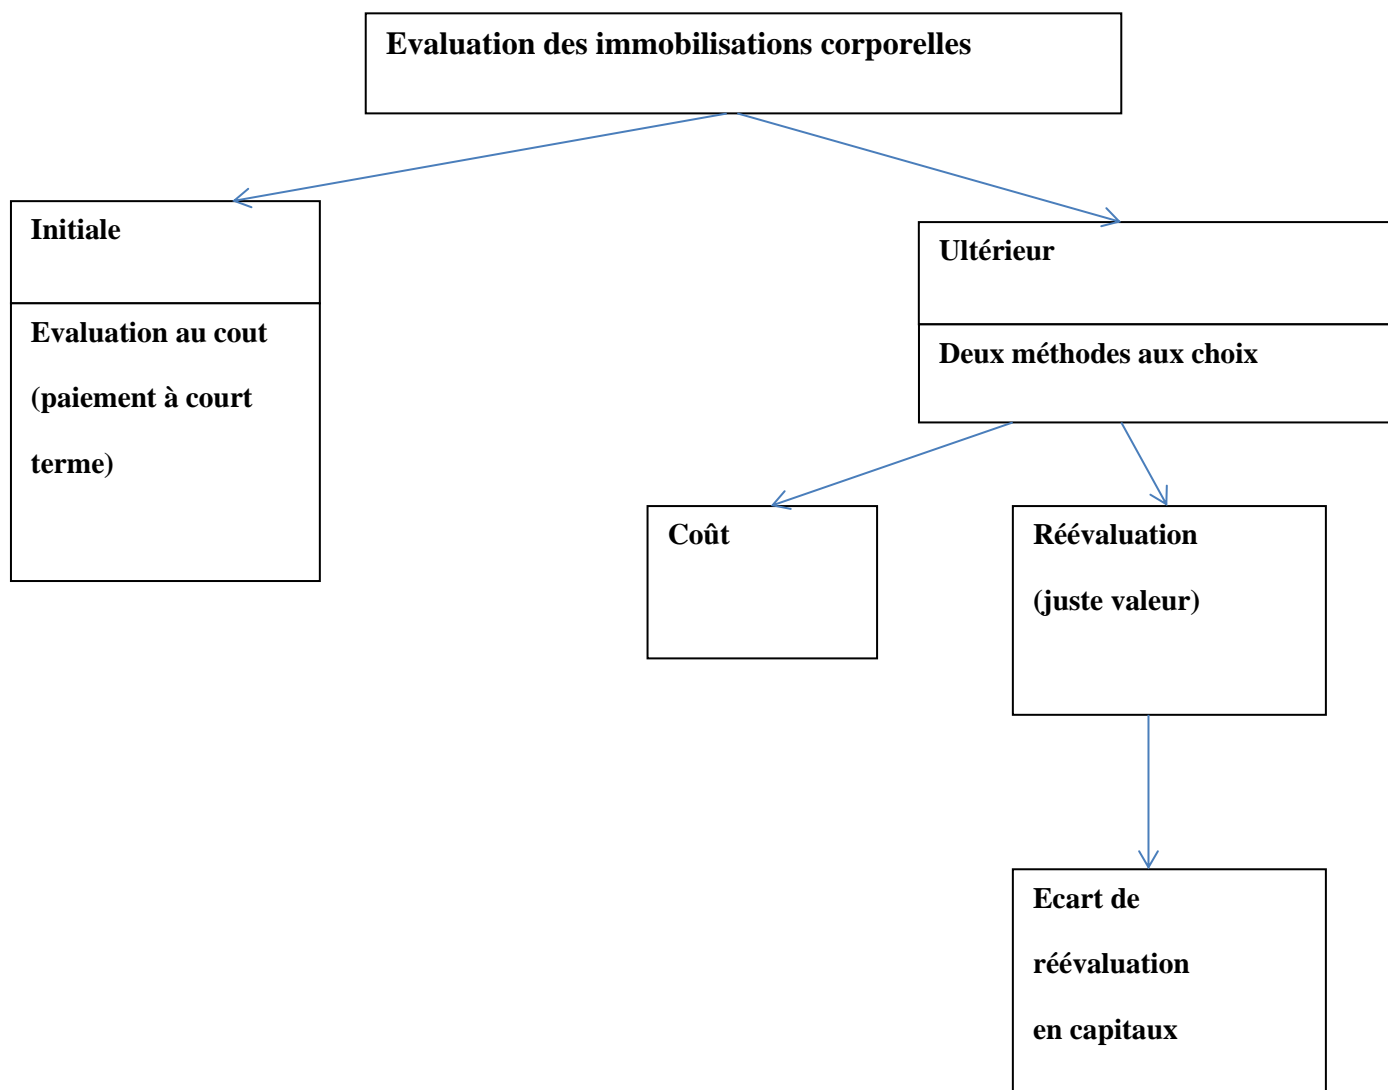 Evaluation des immobilisations corporelles
Initiale
Evaluation au cout
(paiement à court
terme)
Ultérieur
Deux méthodes aux choix
Coût
Réévaluation
(juste valeur)
Ecart de
réévaluation
en capitaux